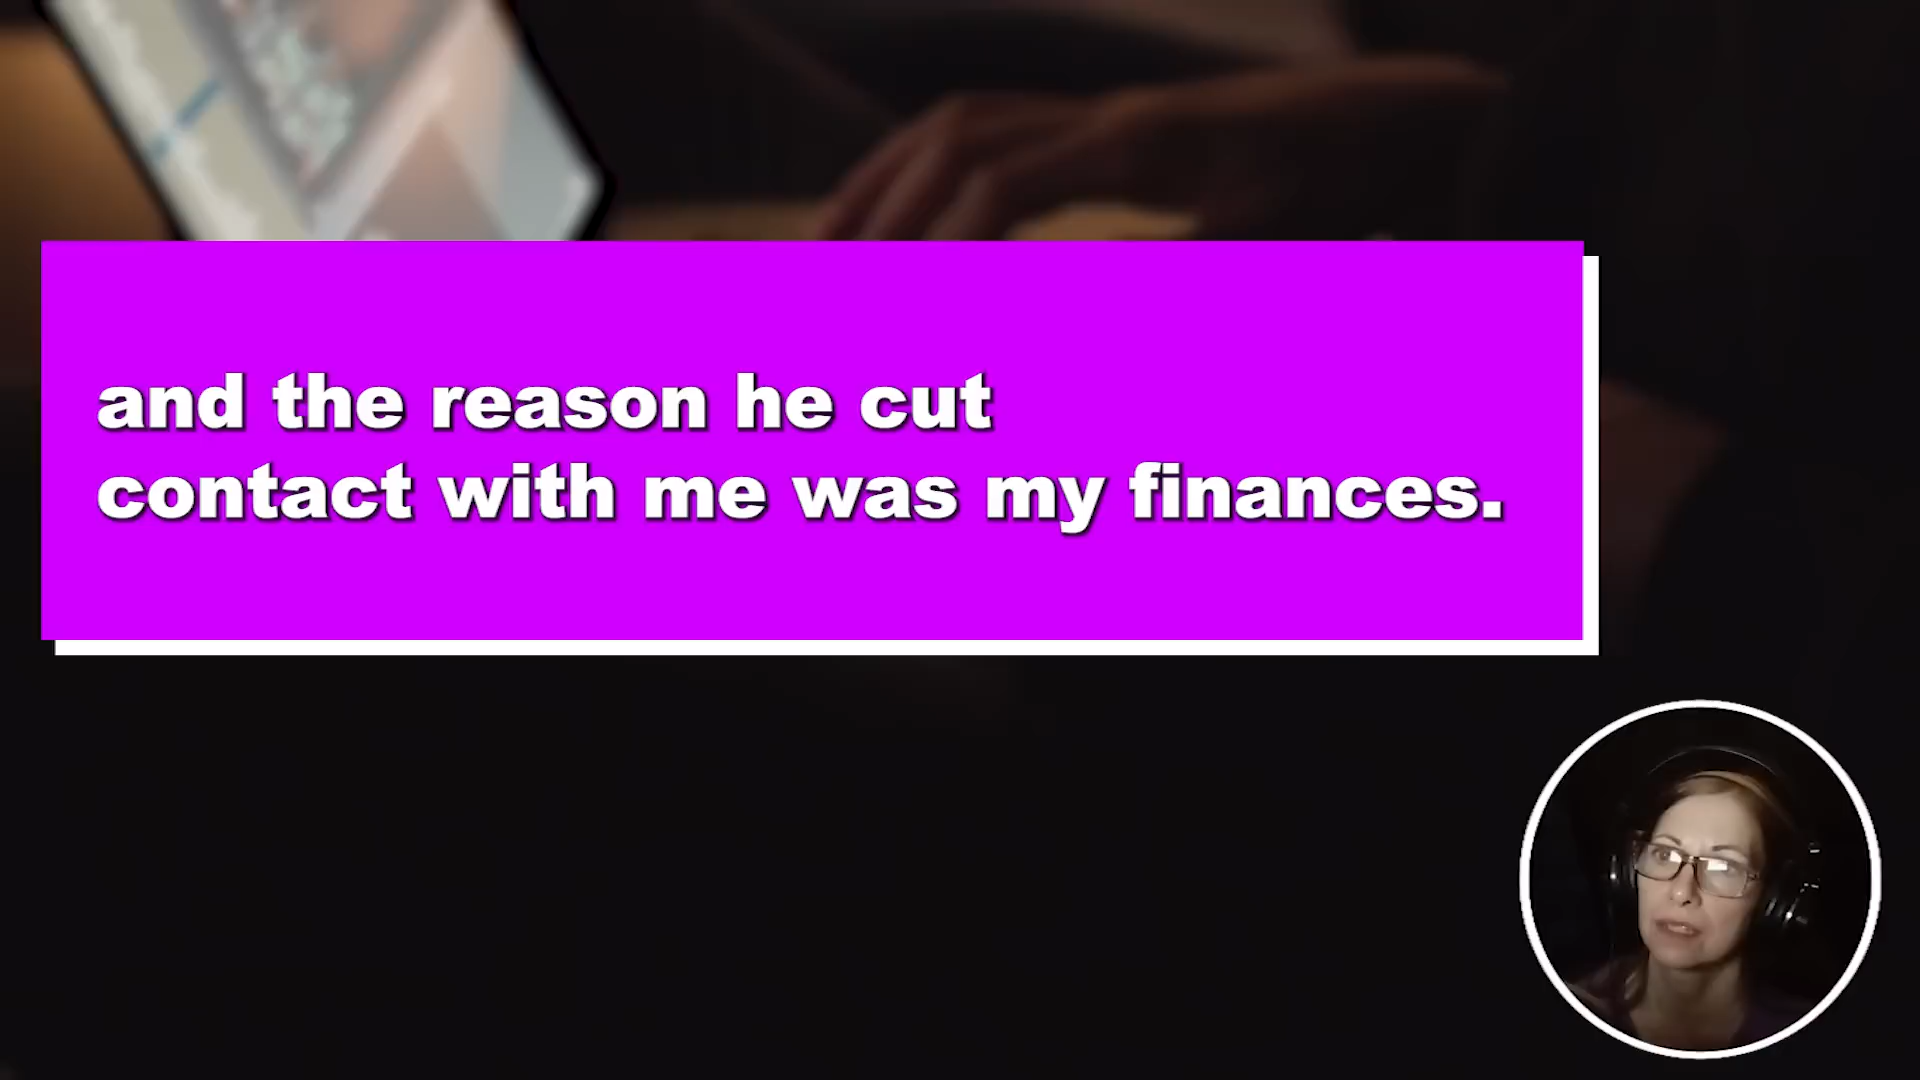 and the reason he cut
contact with me was my finances.